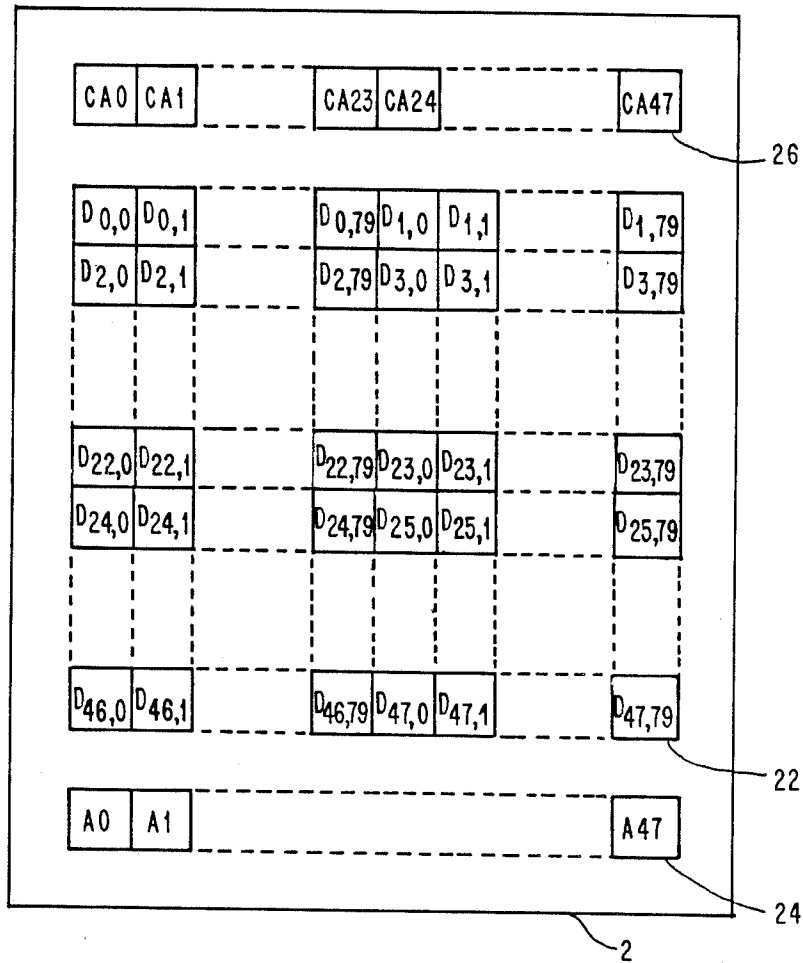 CA0 CA1 CA23 CA24 CA47
26
D0,0 D0,1 D0,79 D1,0 D1,1 D1,79
D2,0 D2,1 D2,79 D3,0 D3,1 D3,79
D22,0 D22,1 D22,79 D23,0 D23,1 D23,79
D24,0 D24,1 D24,79 D25,0 D25,1 D25,79
D46,0 D46,1 D46,79 D47,0 D47,1 D47,79
22
A0 A1 A47
24
2